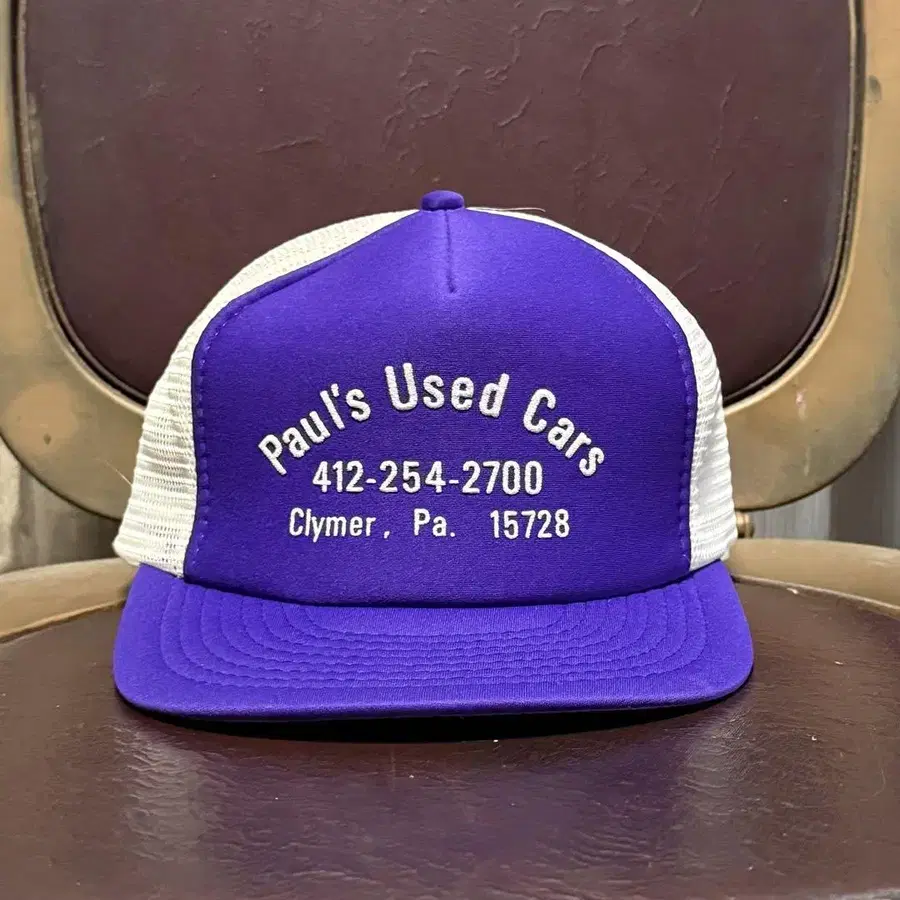 Paul's Used Cars
412-254-2700
Clymer, Pa. 15728